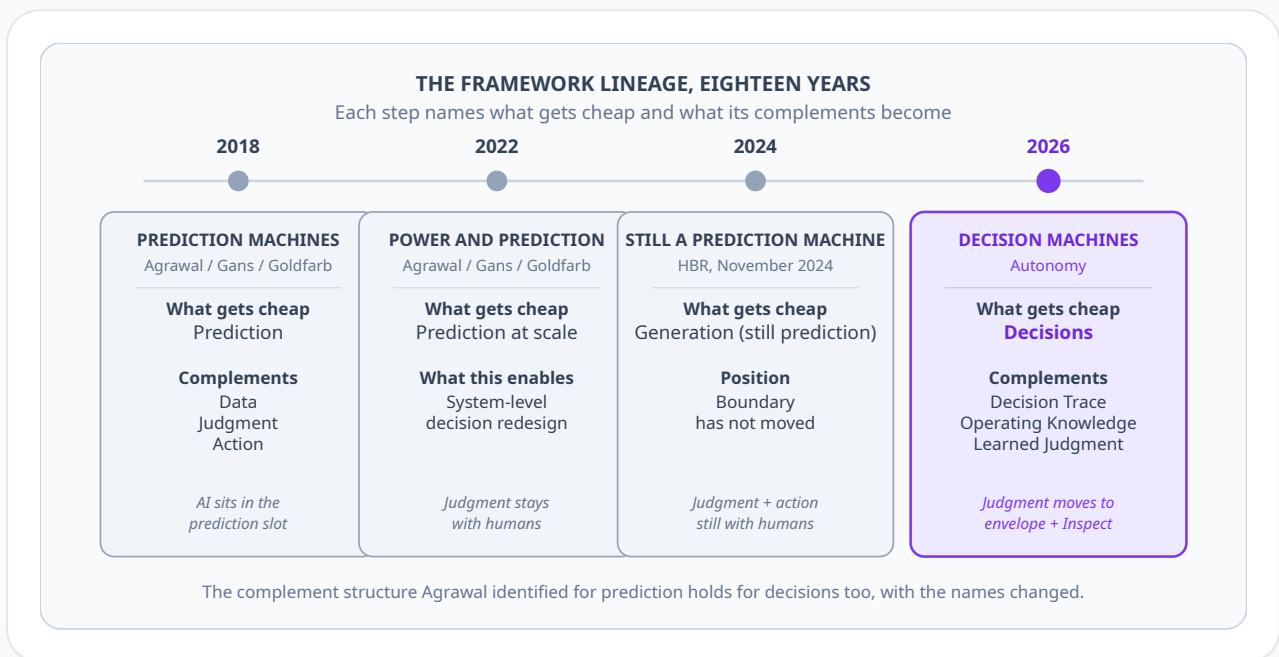 THE FRAMEWORK LINEAGE, EIGHTEEN YEARS
Each step names what gets cheap and what its complements become
2018
2022
2024
2026
PREDICTION MACHINES
Agrawal / Gans / Goldfarb
What gets cheap
Prediction
Complements
Data
Judgment
Action
AI sits in the
prediction slot
POWER AND PREDICTION
Agrawal / Gans / Goldfarb
What gets cheap
Prediction at scale
What this enables
System-level
decision redesign
Judgment stays
with humans
STILL A PREDICTION MACHINE
HBR, November 2024
What gets cheap
Generation (still prediction)
Position
Boundary
has not moved
Judgment + action
still with humans
DECISION MACHINES
Autonomy
What gets cheap
Decisions
Complements
Decision Trace
Operating Knowledge
Learned Judgment
Judgment moves to
envelope + Inspect
The complement structure Agrawal identified for prediction holds for decisions too, with the names changed.